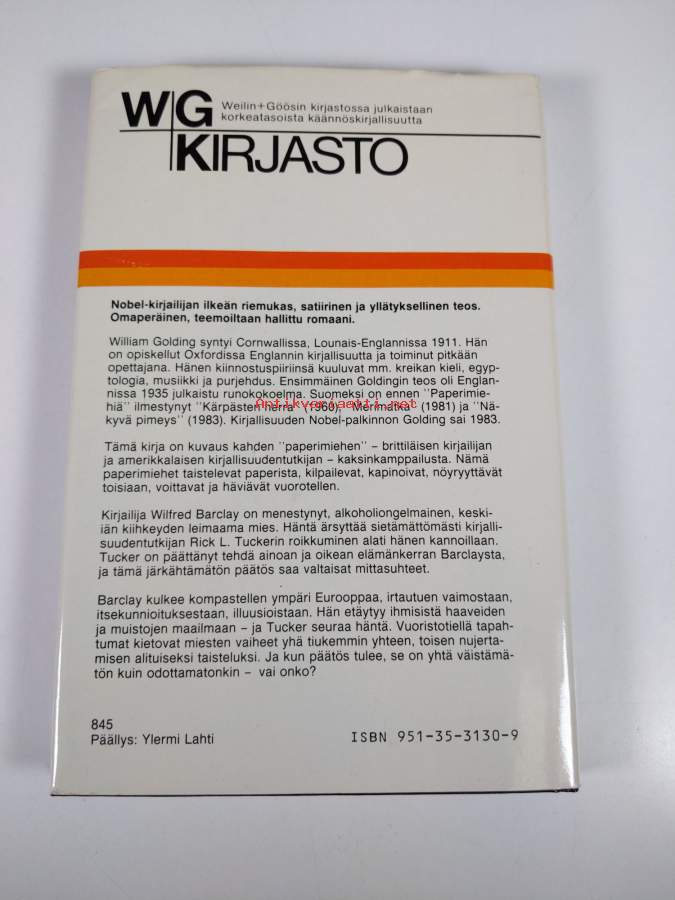 WG Weilin+Göösin kirjastossa julkaistaan
korkeatasoista käännöskirjallisuutta
KIRJASTO
Nobel-kirjailijan ilkeän riemukas, satiirinen ja yllätyksellinen teos.
Omaperäinen, teemoiltaan hallittu romaani.
William Golding syntyi Cornwallissa, Lounais-Englannissa 1911. Hän
on opiskellut Oxfordissa Englannin kirjallisuutta ja toiminut pitkään
opettajana. Hänen kiinnostuspiiriinsä kuuluvat mm. kreikan kieli, egyp-
tologia, musiikki ja purjehdus. Ensimmäinen Goldingin teos oli Englan-
nissa 1935 julkaistu runokokoelma. Suomeksi on ennen "Paperimie-
hiä" ilmestynyt "Kärpästen herra" (1960), "Merimatka" (1981) ja "Nä-
kyvä pimeys" (1983). Kirjallisuuden Nobel-palkinnon Golding sai 1983.
Antikvariaatti.net
Tämä kirja on kuvaus kahden "paperimiehen" – brittiläisen kirjailijan
ja amerikkalaisen kirjallisuudentutkijan – kaksinkamppailusta. Nämä
paperimiehet taistelevat paperista, kilpailevat, kapinoivat, nöyryyttävät
toisiaan, voittavat ja häviävät vuorotellen.
Kirjailija Wilfred Barclay on menestynyt, alkoholiongelmainen, keski-
iän kiihkeyden leimaama mies. Häntä ärsyttää sietämättömästi kirjalli-
suudentutkijan Rick L. Tuckerin roikkuminen alati hänen kannoillaan.
Tucker on päättänyt tehdä ainoan ja oikean elämänkerran Barclaysta,
ja tämä järkähtämätön päätös saa valtaisat mittasuhteet.
Barclay kulkee kompastellen ympäri Eurooppaa, irtautuen vaimostaan,
itsekunnioituksestaan, illuusioistaan. Hän etäytyy ihmisistä haaveiden
ja muistojen maailmaan – ja Tucker seuraa häntä. Vuoristotiellä tapah-
tumat kietovat miesten vaiheet yhä tiukemmin yhteen, toisen nujerta-
misen alituiseksi taisteluksi. Ja kun päätös tulee, se on yhtä väistämä-
tön kuin odottamatonkin – vai onko?
845
Päällys: Ylermi Lahti
ISBN 951-35-3130-9